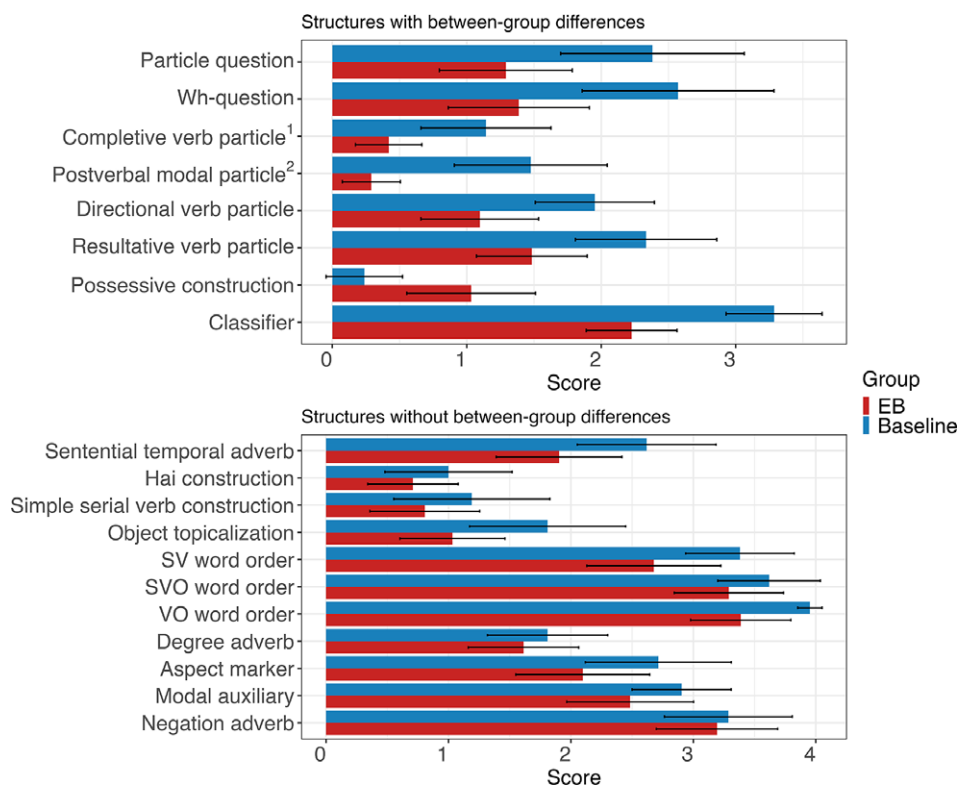 Structures with between-group differences
Particle question
Wh-question
Completive verb particle¹
Postverbal modal particle²
Directional verb particle
Resultative verb particle
Possessive construction
Classifier
0 1 2 3
Score
Group
EB
Baseline
Structures without between-group differences
Sentential temporal adverb
Hai construction
Simple serial verb construction
Object topicalization
SV word order
SVO word order
VO word order
Degree adverb
Aspect marker
Modal auxiliary
Negation adverb
0 1 2 3 4
Score